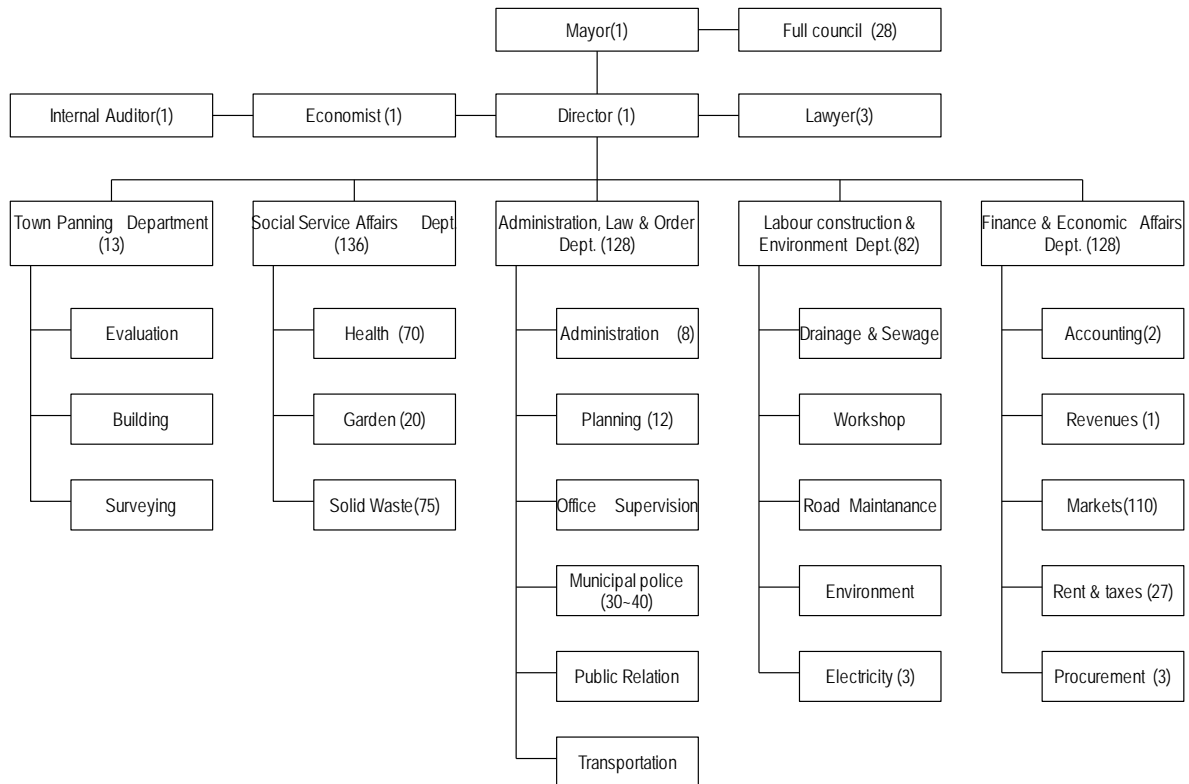 Mayor(1)
Full council (28)
Internal Auditor(1)
Economist (1)
Director (1)
Lawyer(3)
Town Panning Department
(13)
Social Service Affairs Dept.
(136)
Administration, Law & Order
Dept. (128)
Labour construction &
Environment Dept.(82)
Finance & Economic Affairs
Dept. (128)
Evaluation
Building
Surveying
Health (70)
Garden (20)
Solid Waste(75)
Administration (8)
Planning (12)
Office Supervision
Municipal police
(30~40)
Public Relation
Transportation
Drainage & Sewage
Workshop
Road Maintanance
Environment
Electricity (3)
Accounting(2)
Revenues (1)
Markets(110)
Rent & taxes (27)
Procurement (3)